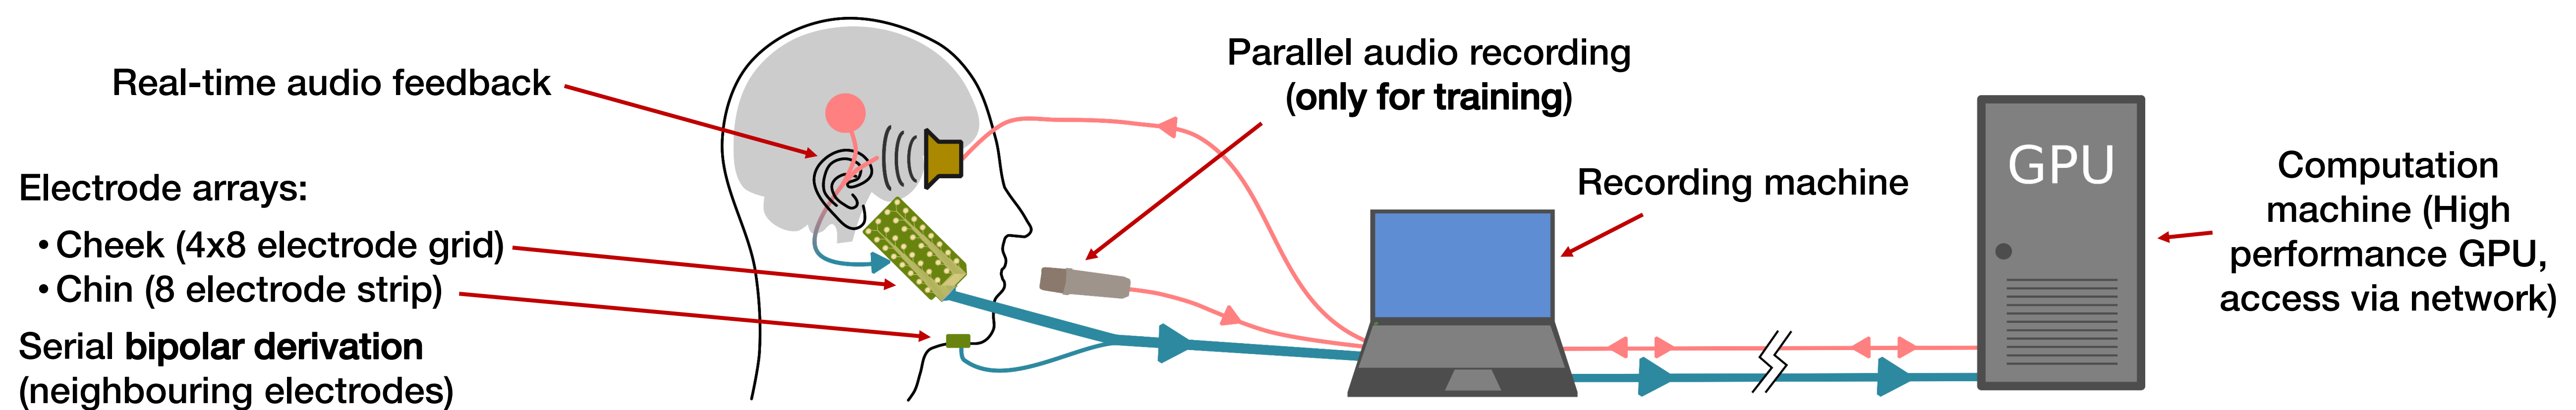 Real-time audio feedback
Electrode arrays:
• Cheek (4x8 electrode grid)
• Chin (8 electrode strip)
Serial bipolar derivation
(neighbouring electrodes)
Parallel audio recording
(only for training)
Recording machine
GPU
Computation
machine (High
performance GPU,
access via network)